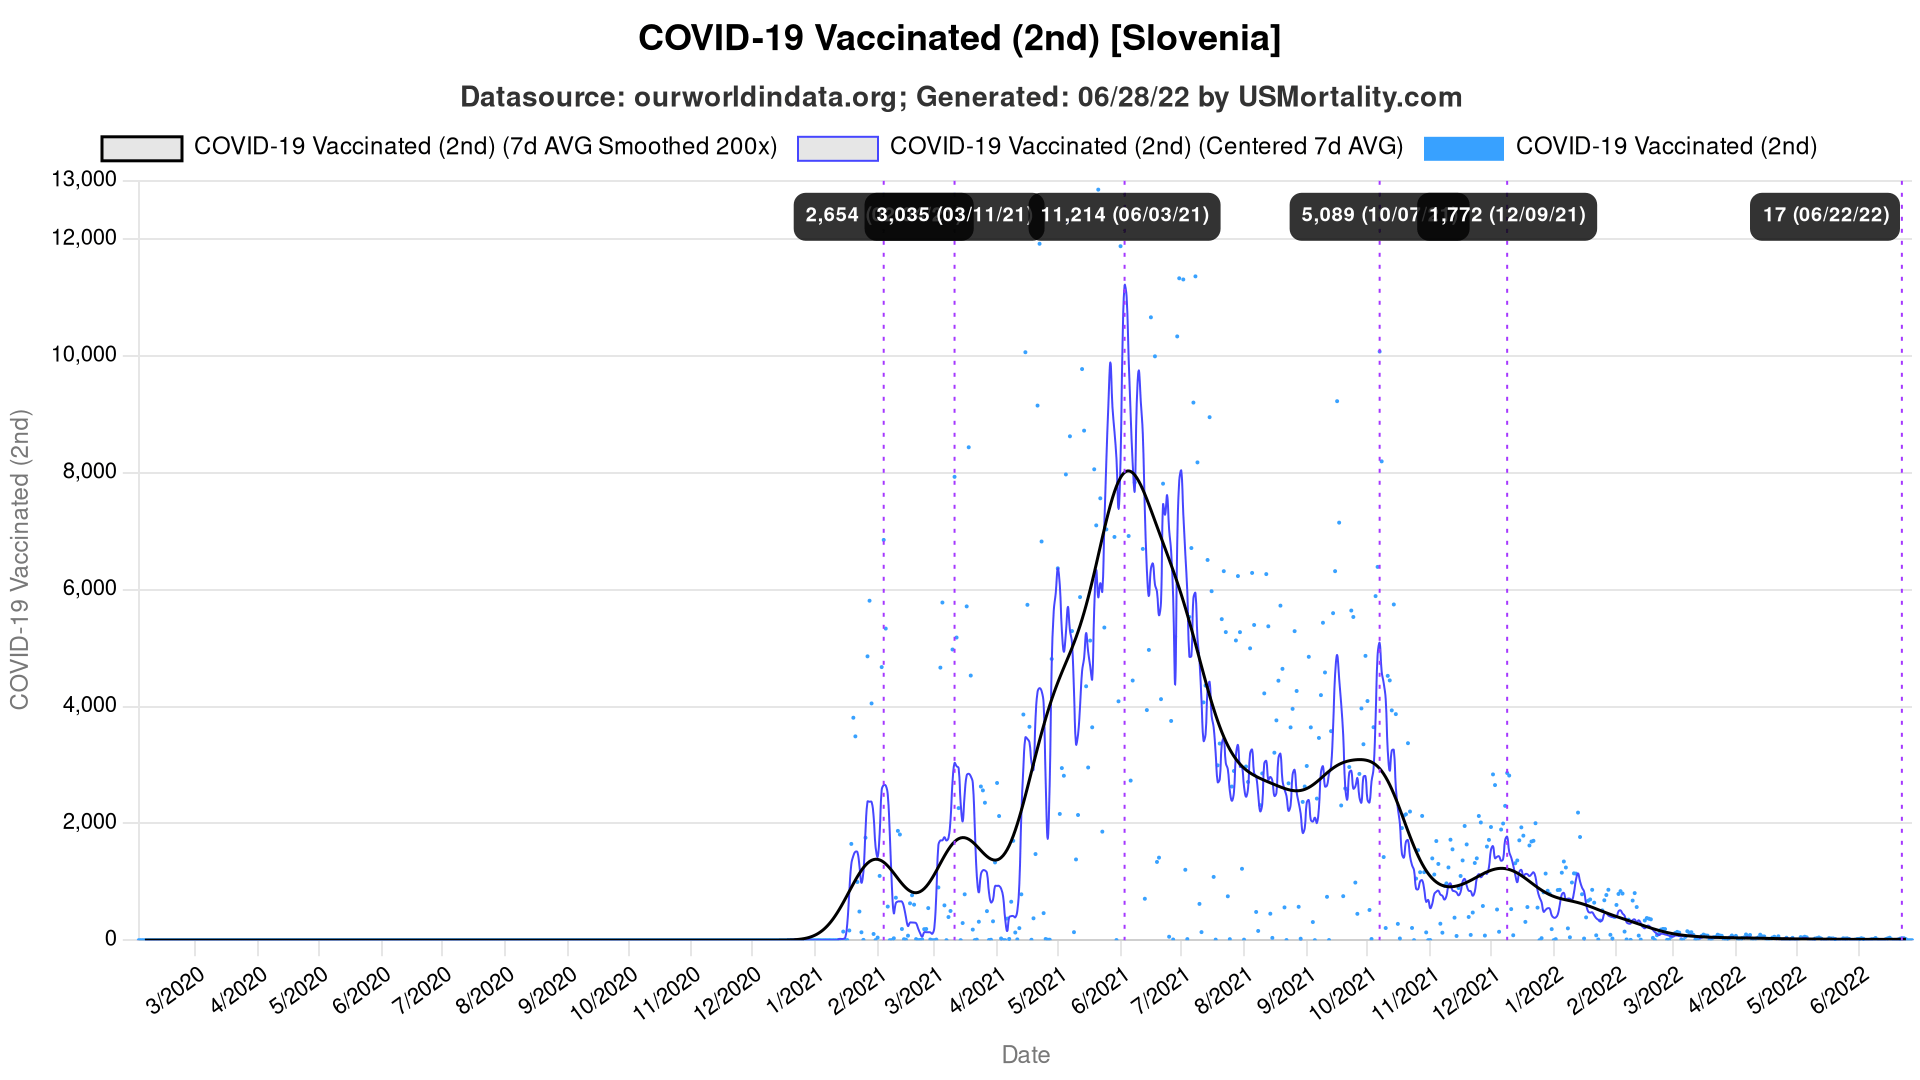 COVID-19 Vaccinated (2nd) [Slovenia]
Datasource: ourworldindata.org; Generated: 06/28/22 by USMortality.com
COVID-19 Vaccinated (2nd) (7d AVG Smoothed 200x) COVID-19 Vaccinated (2nd) (Centered 7d AVG) COVID-19 Vaccinated (2nd)
13,000
2,654 3,035 (03/11/21) 11,214 (06/03/21) 5,089 (10/07/ 1,772 (12/09/21) 17 (06/22/22)
12,000
10,000
8,000
6,000
4,000
2,000
0
COVID-19 Vaccinated (2nd)
3/2020 4/2020 5/2020 6/2020 7/2020 8/2020 9/2020 10/2020 11/2020 12/2020 1/2021 2/2021 3/2021 4/2021 5/2021 6/2021 7/2021 8/2021 9/2021 10/2021 11/2021 12/2021 1/2022 2/2022 3/2022 4/2022 5/2022 6/2022
Date